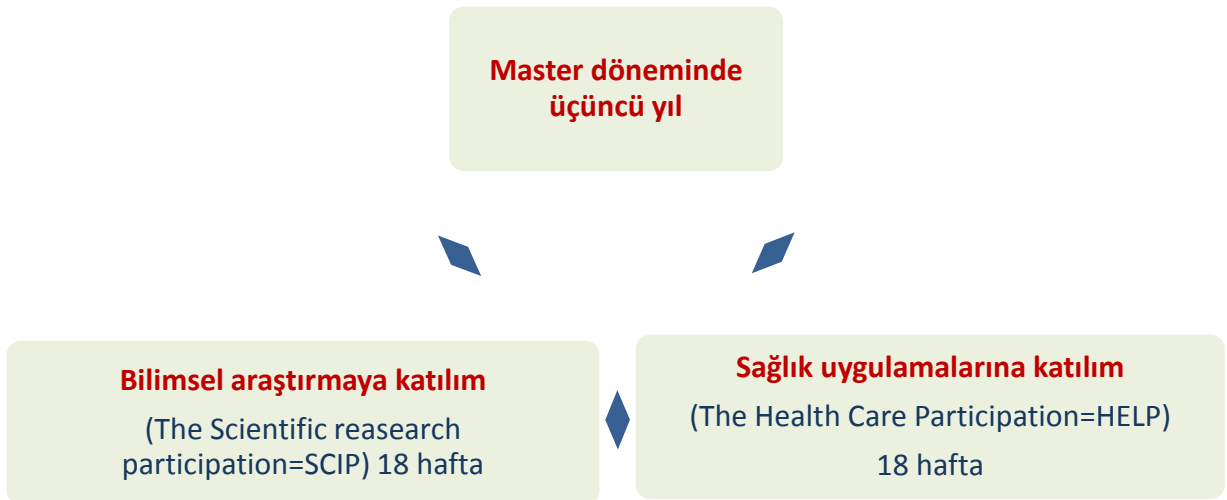 Master döneminde
üçüncü yıl
Bilimsel araştırmaya katılım
(The Scientific reasearch
participation=SCIP) 18 hafta
Sağlık uygulamalarına katılım
(The Health Care Participation=HELP)
18 hafta